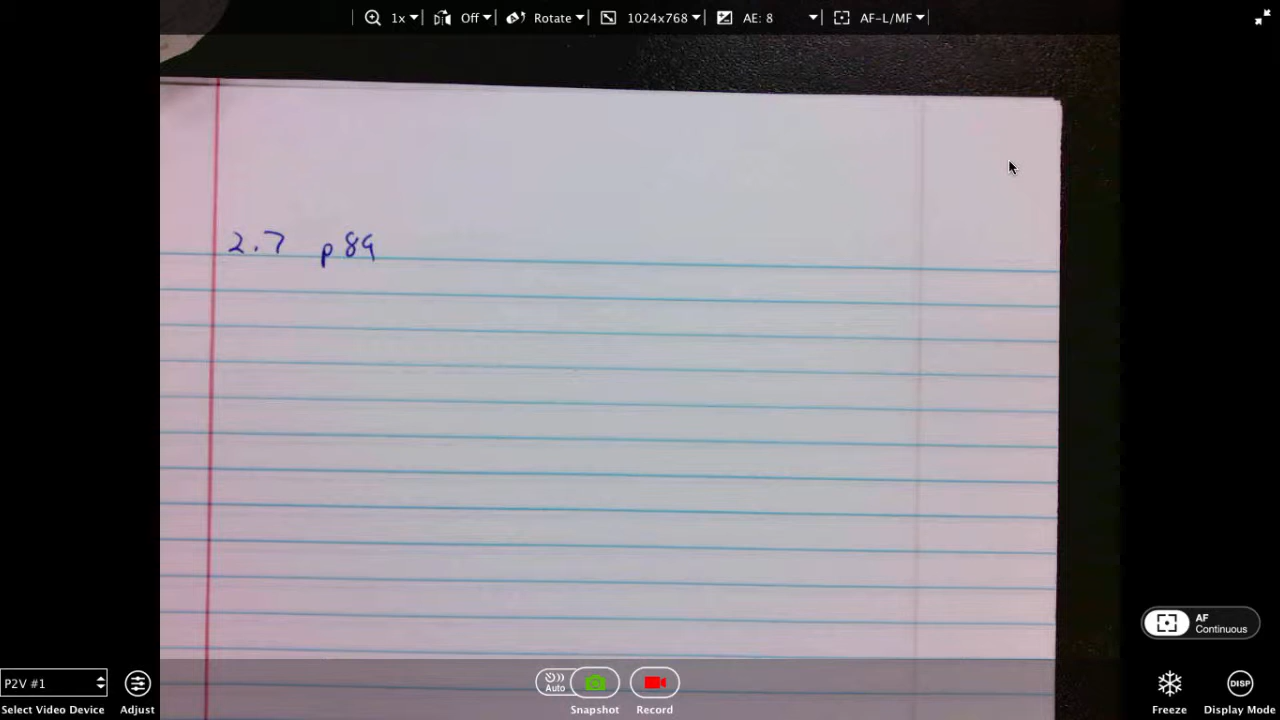 1x Off Rotate 1024x768 AE: 8 AF-L/MF
2.7 p 89
AF
Continuous
P2V #1
Auto
DISP
Select Video Device Adjust Snapshot Record Freeze Display Mode